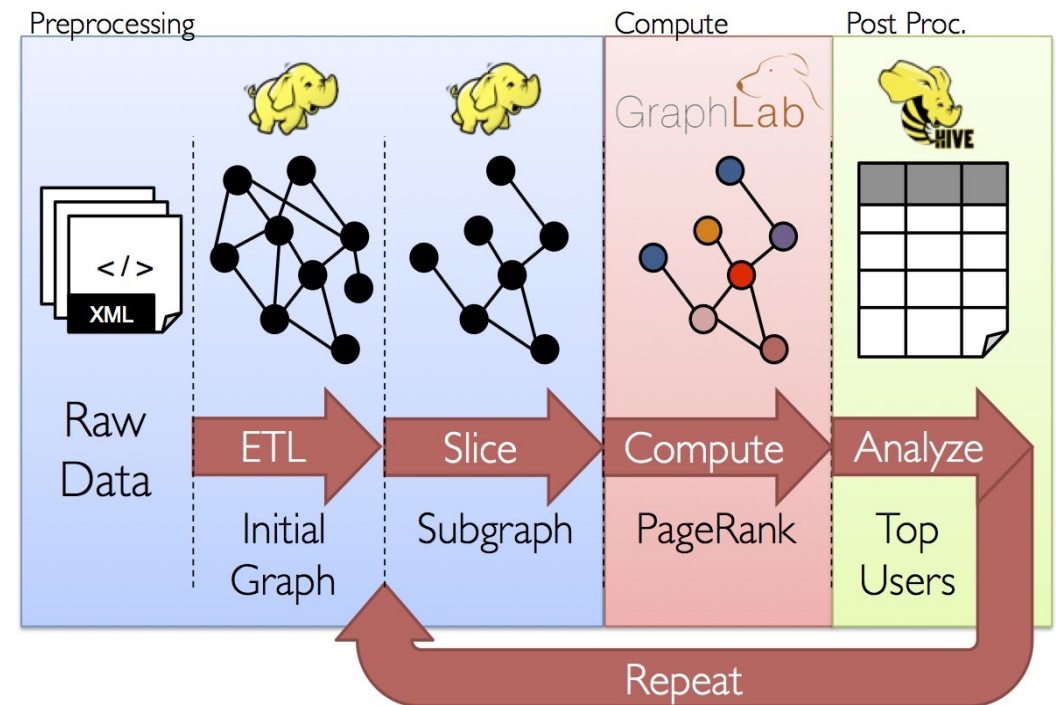 Preprocessing
Compute
Post Proc.
GraphLab
HIVE
</>
XML
Raw
Data
ETL
Slice
Compute
Analyze
Initial
Graph
Subgraph
PageRank
Top
Users
Repeat